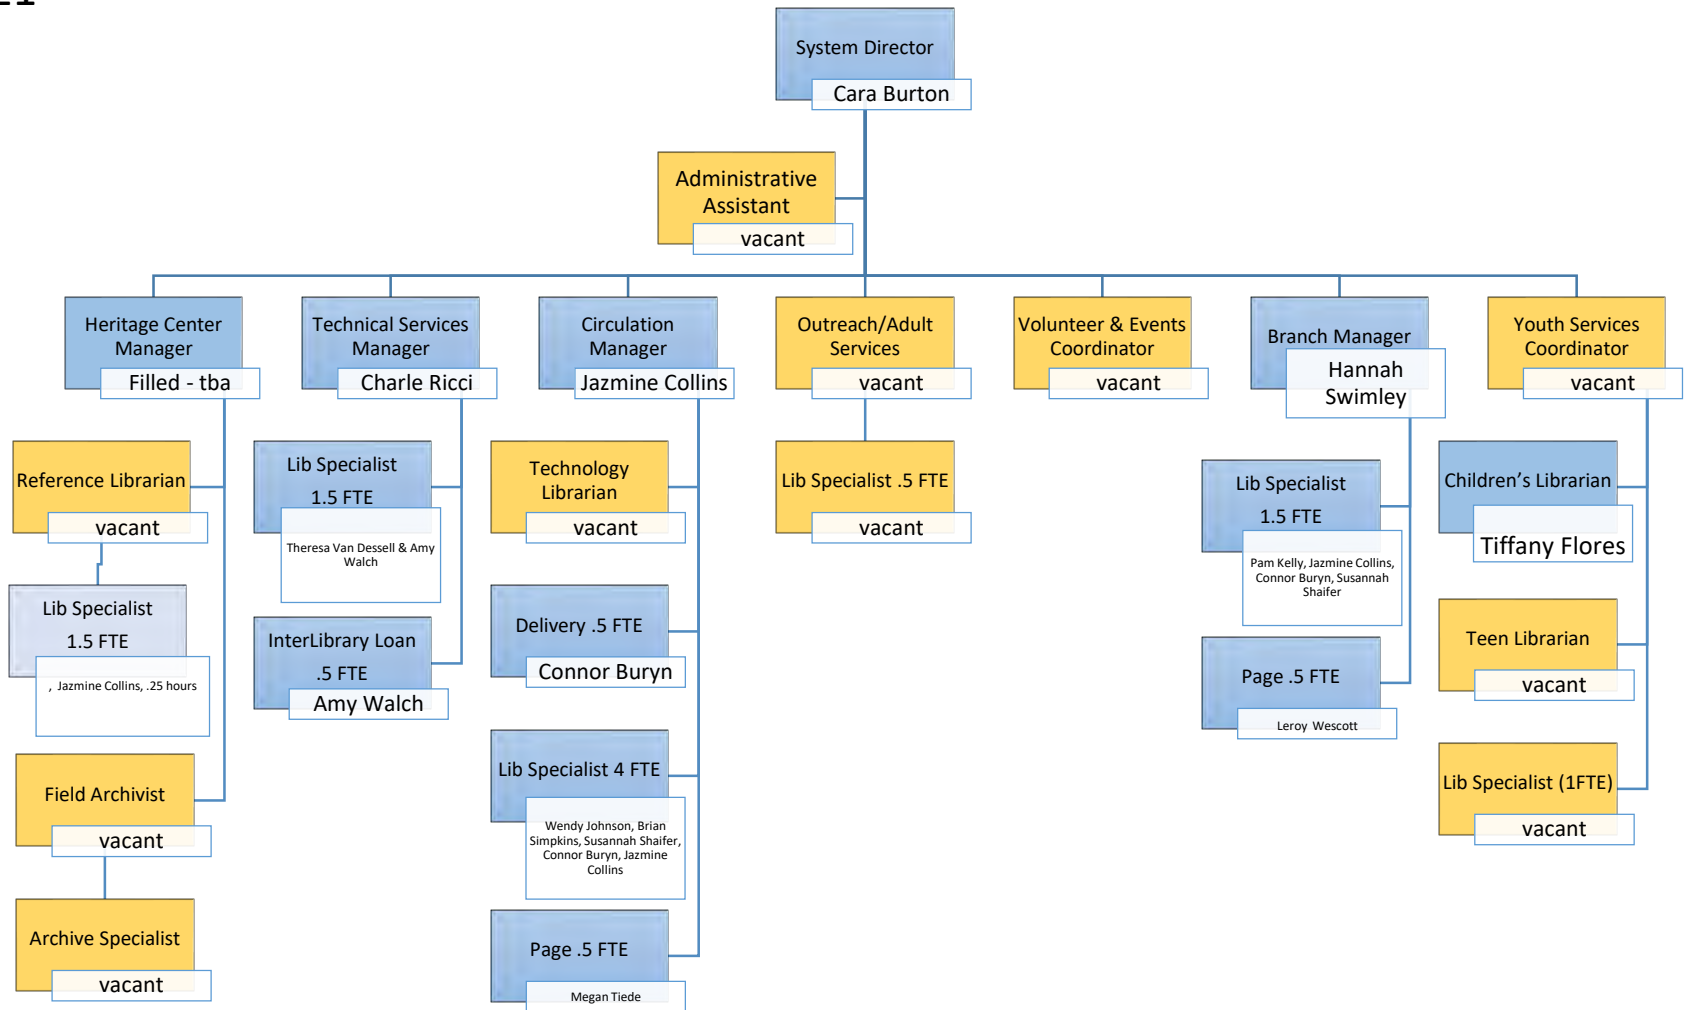 System Director
Cara Burton
Administrative
Assistant
vacant
Heritage Center
Manager
Filled - tba
Technical Services
Manager
Charle Ricci
Circulation
Manager
Jazmine Collins
Outreach/Adult
Services
vacant
Volunteer & Events
Coordinator
vacant
Branch Manager
Hannah
Swimley
Youth Services
Coordinator
vacant
Reference Librarian
vacant
Lib Specialist
1.5 FTE
, Jazmine Collins, .25 hours
Field Archivist
vacant
Archive Specialist
vacant
Lib Specialist
1.5 FTE
Theresa Van Dessell & Amy
Walch
InterLibrary Loan
.5 FTE
Amy Walch
Technology
Librarian
vacant
Delivery .5 FTE
Connor Buryn
Lib Specialist 4 FTE
Wendy Johnson, Brian
Simpkins, Susannah Shaifer,
Connor Buryn, Jazmine
Collins
Page .5 FTE
Megan Tiede
Lib Specialist .5 FTE
vacant
Lib Specialist
1.5 FTE
Pam Kelly, Jazmine Collins,
Connor Buryn, Susannah
Shaifer
Page .5 FTE
Leroy Wescott
Children's Librarian
Tiffany Flores
Teen Librarian
vacant
Lib Specialist (1FTE)
vacant